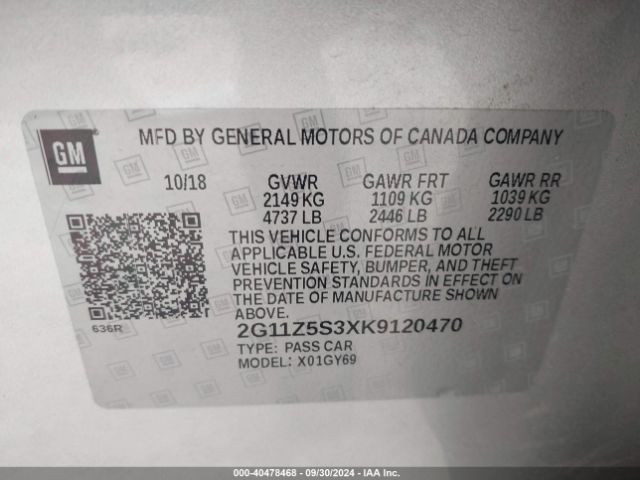 GM
MFD BY GENERAL MOTORS OF CANADA COMPANY
10/18 GVWR GAWR FRT GAWR RR
2149 KG 1109 KG 1039 KG
4737 LB 2446 LB 2290 LB
THIS VEHICLE CONFORMS TO ALL
APPLICABLE U.S. FEDERAL MOTOR
VEHICLE SAFETY, BUMPER, AND THEFT
PREVENTION STANDARDS IN EFFECT ON
THE DATE OF MANUFACTURE SHOWN
ABOVE.
636R
2G11Z5S3XK9120470
TYPE: PASS CAR
MODEL: X01GY69
000-40478468 • 09/30/2024 • IAA Inc.